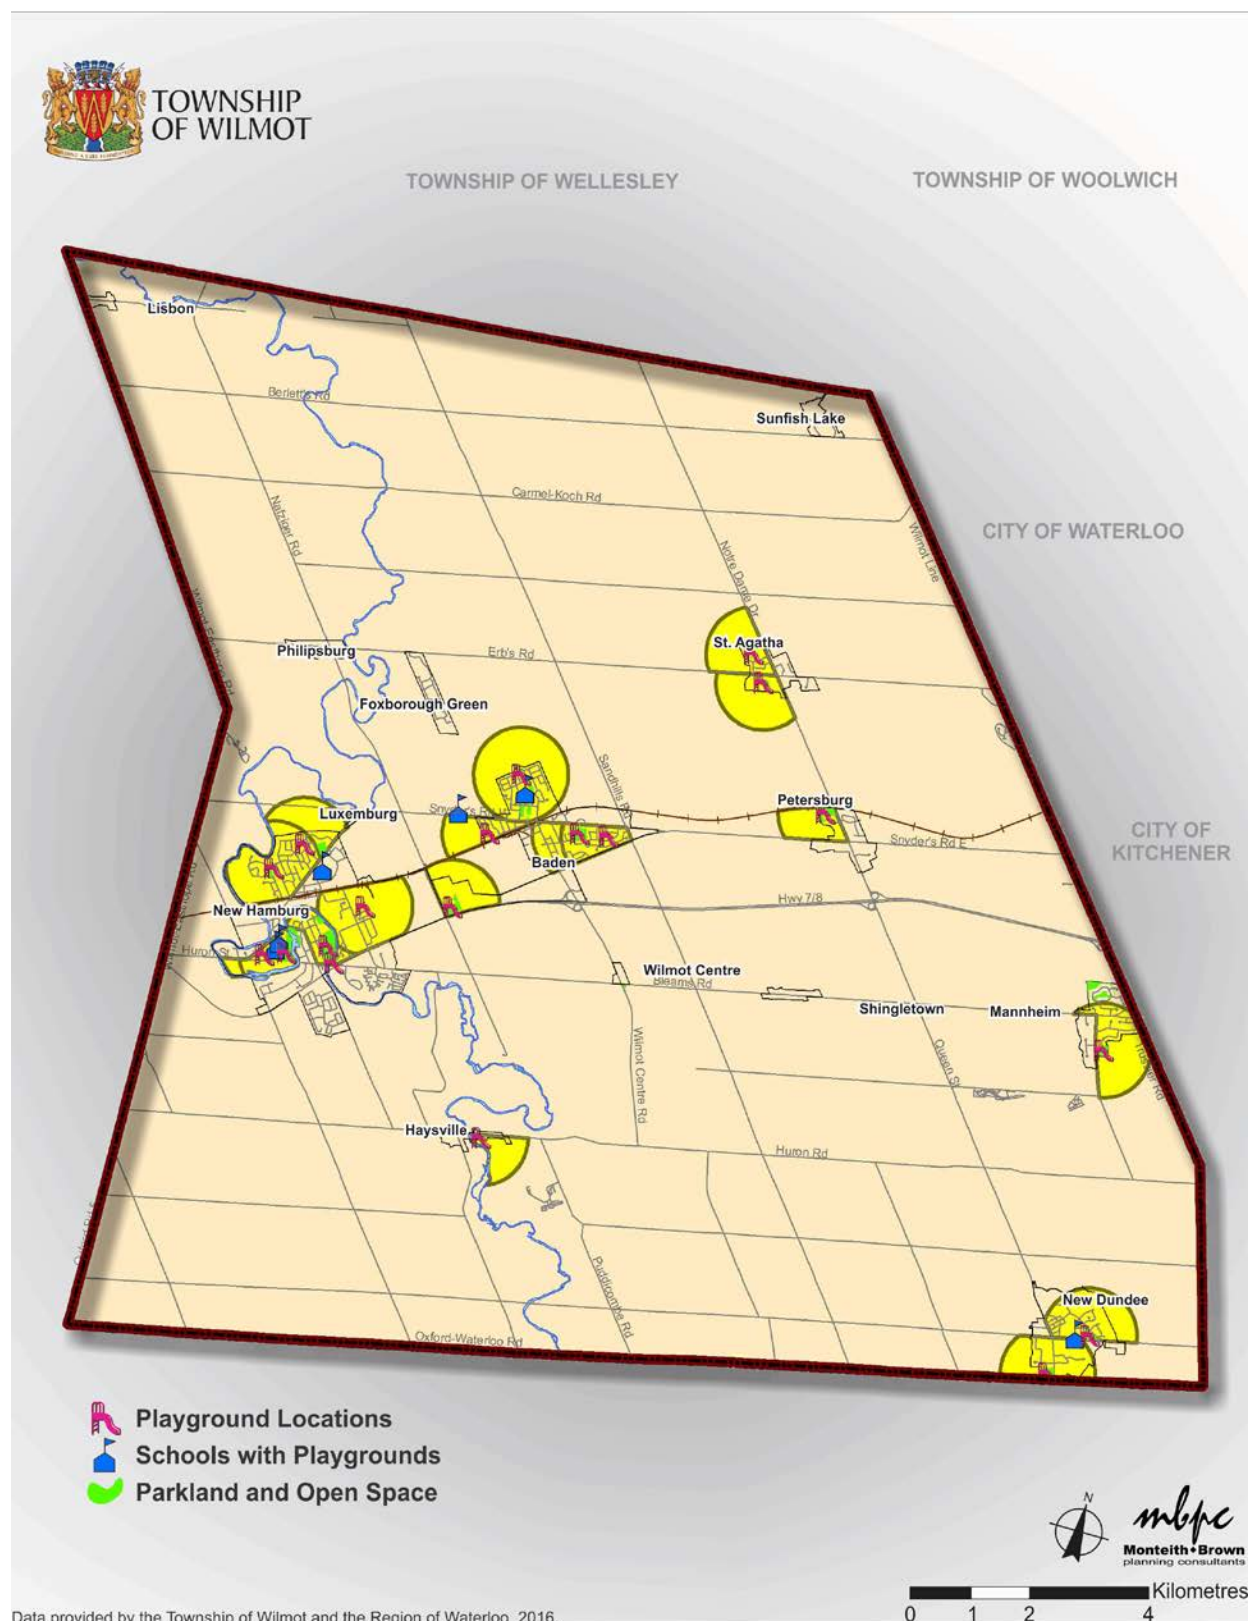 TOWNSHIP
OF WILMOT
TOWNSHIP OF WELLESLEY
TOWNSHIP OF WOOLWICH
Lisbon
Berlett's Rd
Sunfish Lake
Carmel-Koch Rd
Nafziger Rd
CITY OF WATERLOO
Wilmot Line
Notre Dame Dr
St. Agatha
Philipsburg
Erb's Rd
Foxborough Green
Sandhills Rd
Petersburg
Luxemburg
Snyder's Rd W
CITY OF
KITCHENER
Snyder's Rd E
Baden
Hwy 7/8
New Hamburg
Huron St
Wilmot Centre
Bleams Rd
Shingletown
Mannheim
Queen St
Trussler Rd
Wilmot Centre Rd
Haysville
Huron Rd
Puddicombe Rd
New Dundee
Oxford-Waterloo Rd
Playground Locations
Schools with Playgrounds
Parkland and Open Space
N
mbpc
Monteith•Brown
planning consultants
Kilometres
0 1 2 4
Data provided by the Township of Wilmot and the Region of Waterloo, 2016